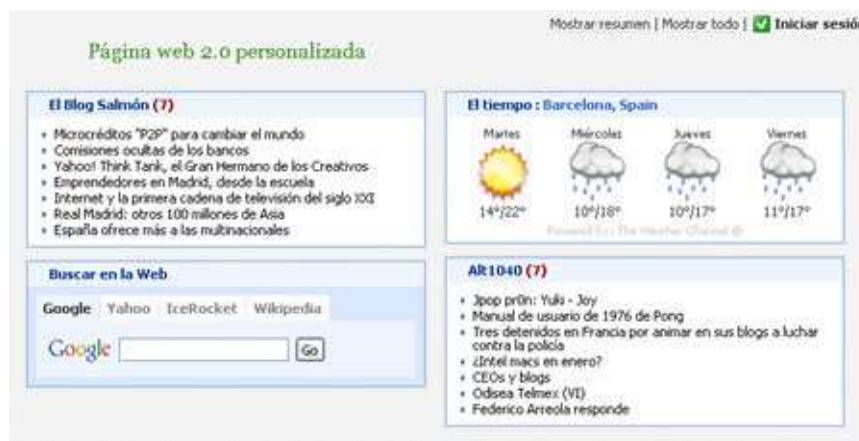 Mostrar resumen | Mostrar todo | Iniciar sesió
Página web 2.0 personalizada
El Blog Salmón (7)
Microcréditos "P2P" para cambiar el mundo
Comisiones ocultas de los bancos
Yahoo! Think Tank, el Gran Hermano de los Creativos
Emprendedores en Madrid, desde la escuela
Internet y la primera cadena de televisión del siglo XXI
Real Madrid: otros 100 millones de Asia
España ofrece más a las multinacionales
Buscar en la Web
Google Yahoo IceRocket Wikipedia
Google Go
El tiempo : Barcelona, Spain
Martes Miércoles Jueves Viernes
14°/22° 10°/18° 10°/17° 11°/17°
Powered by: The Weather Channel ®
Alt1040 (7)
Jpop pr0n: Yuki - Joy
Manual de usuario de 1976 de Pong
Tres detenidos en Francia por animar en sus blogs a luchar
contra la policía
¿Intel macs en enero?
CEOs y blogs
Odisea Telmex (VI)
Federico Arreola responde